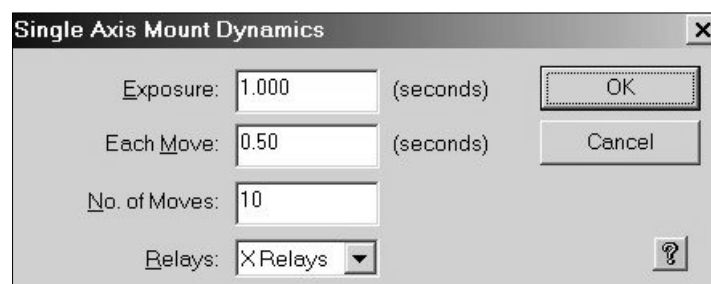 Single Axis Mount Dynamics
Exposure: 1.000 (seconds) OK
Each Move: 0.50 (seconds) Cancel
No. of Moves: 10
Relays: X Relays ?